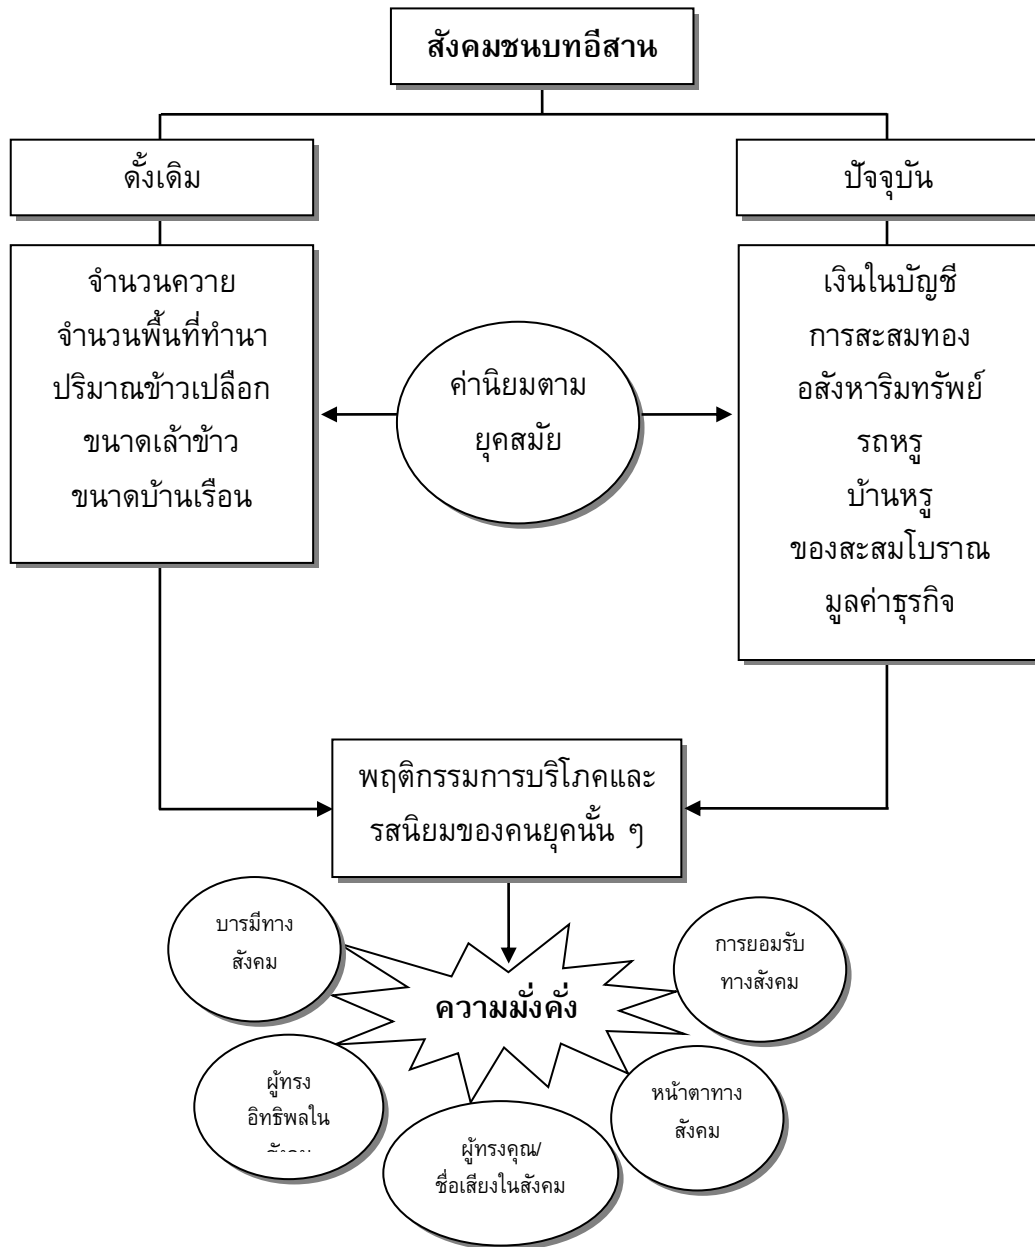 สังคมชนบทอีสาน
ดั้งเดิม
ปัจจุบัน
จำนวนควาย
จำนวนพื้นที่ทำนา
ปริมาณข้าวเปลือก
ขนาดเล้าข้าว
ขนาดบ้านเรือน
ค่านิยมตาม
ยุคสมัย
เงินในบัญชี
การสะสมทอง
อสังหาริมทรัพย์
รถหรู
บ้านหรู
ของสะสมโบราณ
มูลค่าธุรกิจ
พฤติกรรมการบริโภคและ
รสนิยมของคนยุคนั้น ๆ
บารมีทาง
สังคม
การยอมรับ
ทางสังคม
ความมั่งคั่ง
ผู้ทรง
อิทธิพลใน
หน้าตาทาง
สังคม
ผู้ทรงคุณ/
ชื่อเสียงในสังคม